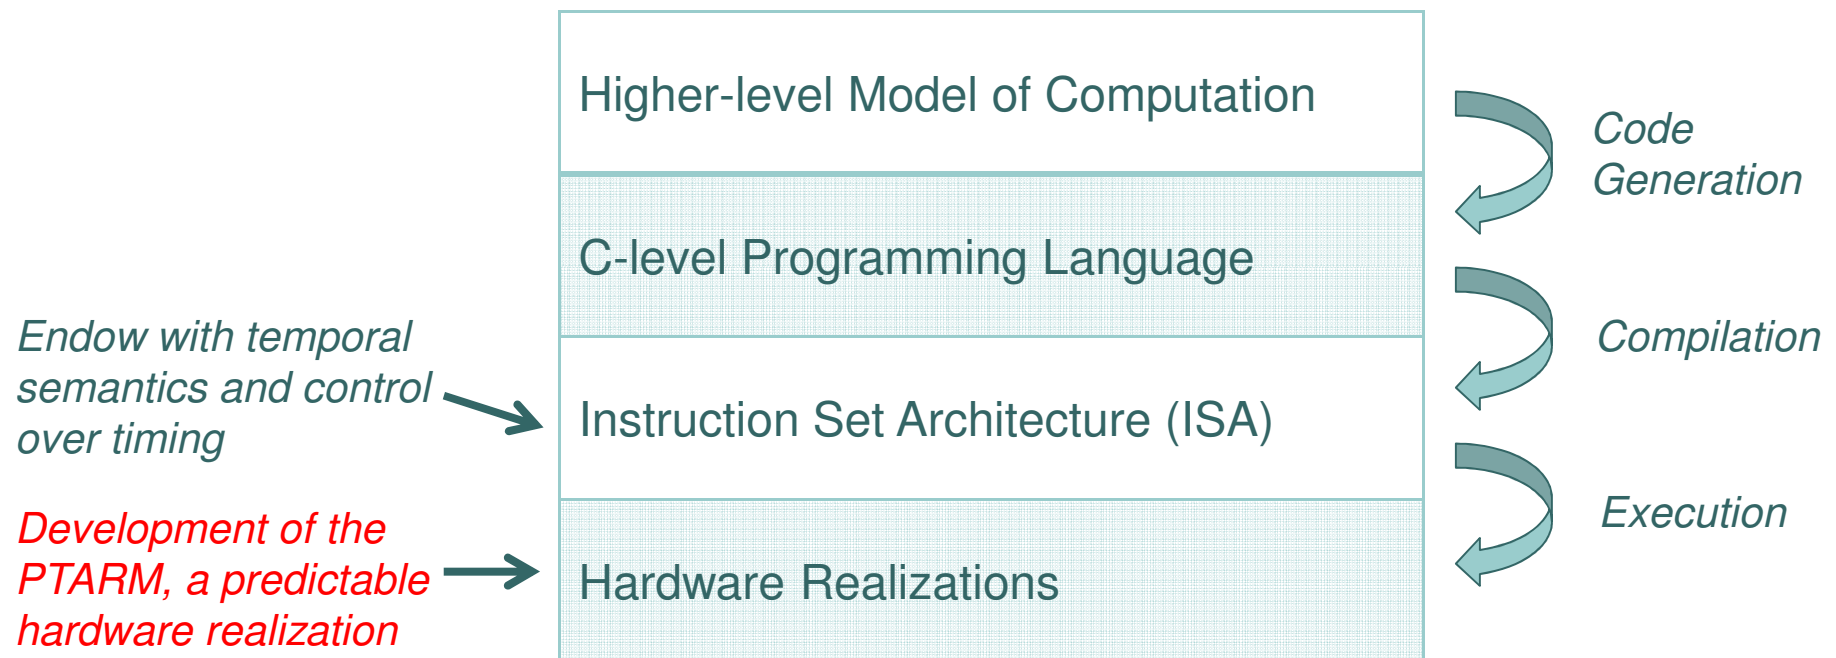 Higher-level Model of Computation
Code
Generation
C-level Programming Language
Endow with temporal
semantics and control
over timing
Compilation
Instruction Set Architecture (ISA)
Development of the
PTARM, a predictable
hardware realization
Execution
Hardware Realizations